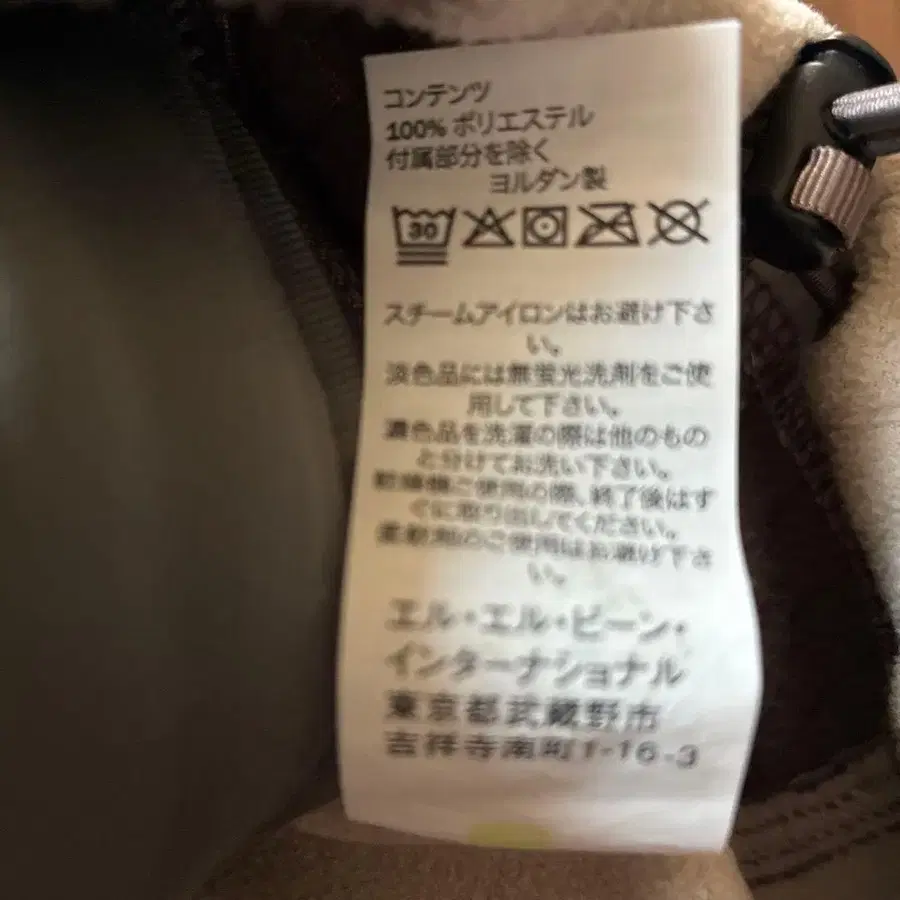 コンテンツ
100% ポリエステル
付属部分を除く
ヨルダン製
30
スチームアイロンはお避け下さ
い。
淡色品には無蛍光洗剤をご使
用して下さい。
濃色品を洗濯の際は他のもの
と分けてお洗い下さい。
乾燥機ご使用の際、終了後はす
ぐに取り出してください。
柔軟剤のご使用はお避け下さ
い。
エル・エル・ビーン・
インターナショナル
東京都武蔵野市
吉祥寺南町1-16-3